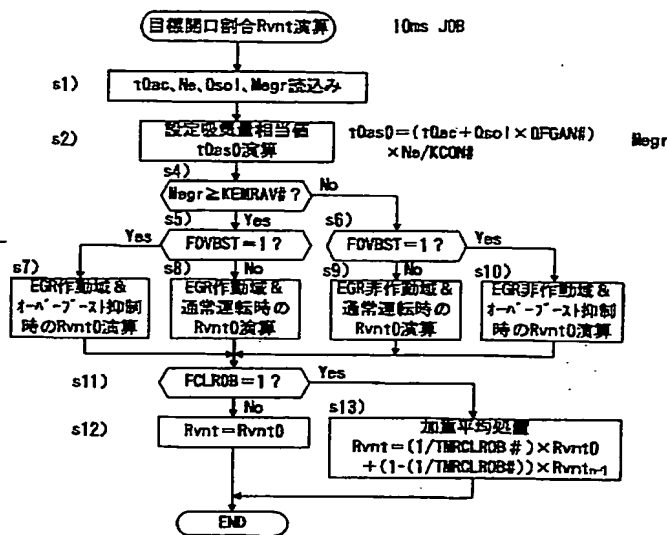 目標開口割合Rvnt演算
10ms JOB
s1)
tQac、Ne、Qsol、Megr読込み
s2)
設定吸気量相当値
tQas0演算
tQas0=(tQac+Qsol×QFGAN#)
×Ne/KCON#
Megr
s4)
Megr≧KEMRAV#?
No
Yes
s5)
FOVBST=1?
Yes
No
s6)
FOVBST=1?
Yes
No
s7)
EGR作動域&
オーバーブースト抑制
時のRvnt0演算
s8)
EGR作動域&
通常運転時の
Rvnt0演算
s9)
EGR非作動域&
通常運転時の
Rvnt0演算
s10)
EGR非作動域&
オーバーブースト抑制
時のRvnt0演算
s11)
FCLROB=1?
Yes
No
s12)
Rvnt=Rvnt0
s13)
加重平均処置
Rvnt=(1/TMRCLROB#)×Rvnt0
+(1-(1/TMRCLROB#))×Rvntn-1
END